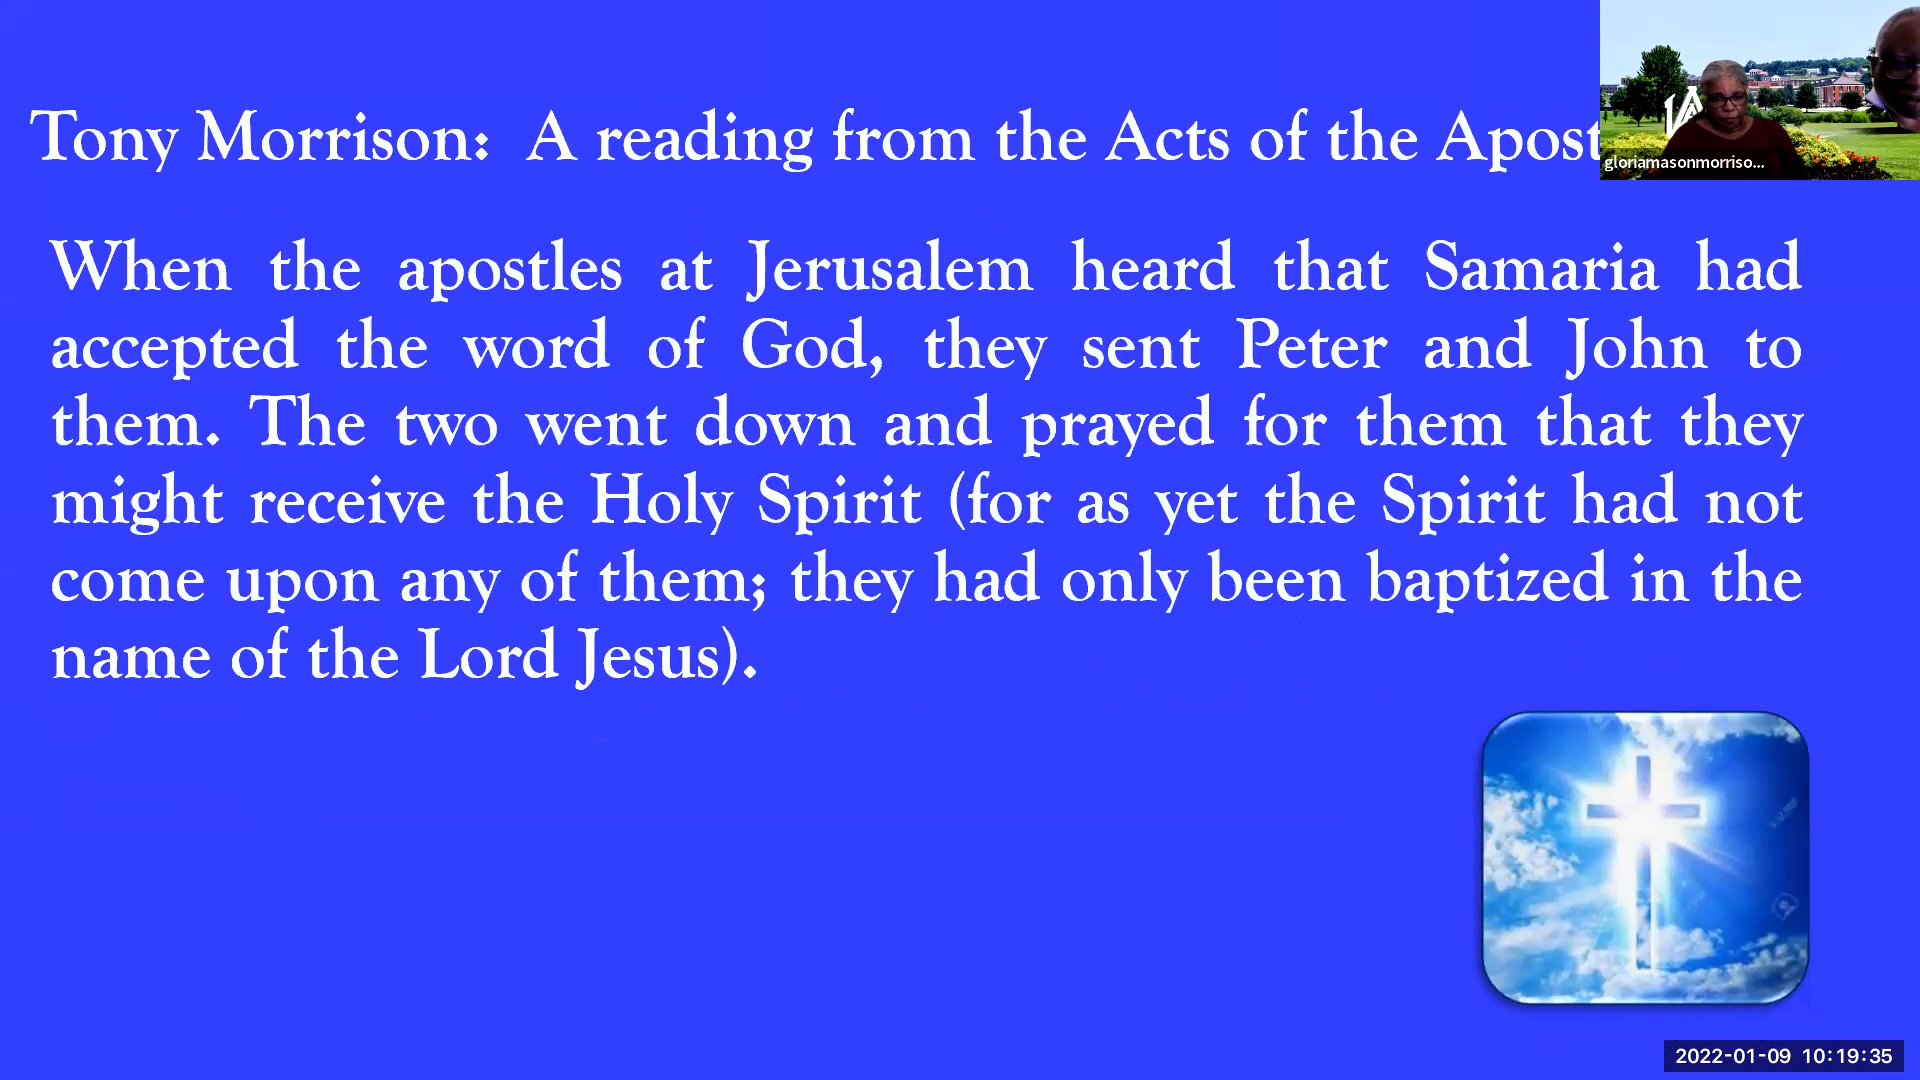 Tony Morrison: A reading from the Acts of the Apost
gloriamasonmorriso...
When the apostles at Jerusalem heard that Samaria had
accepted the word of God, they sent Peter and John to
them. The two went down and prayed for them that they
might receive the Holy Spirit (for as yet the Spirit had not
come upon any of them; they had only been baptized in the
name of the Lord Jesus).
2022-01-09 10:19:35